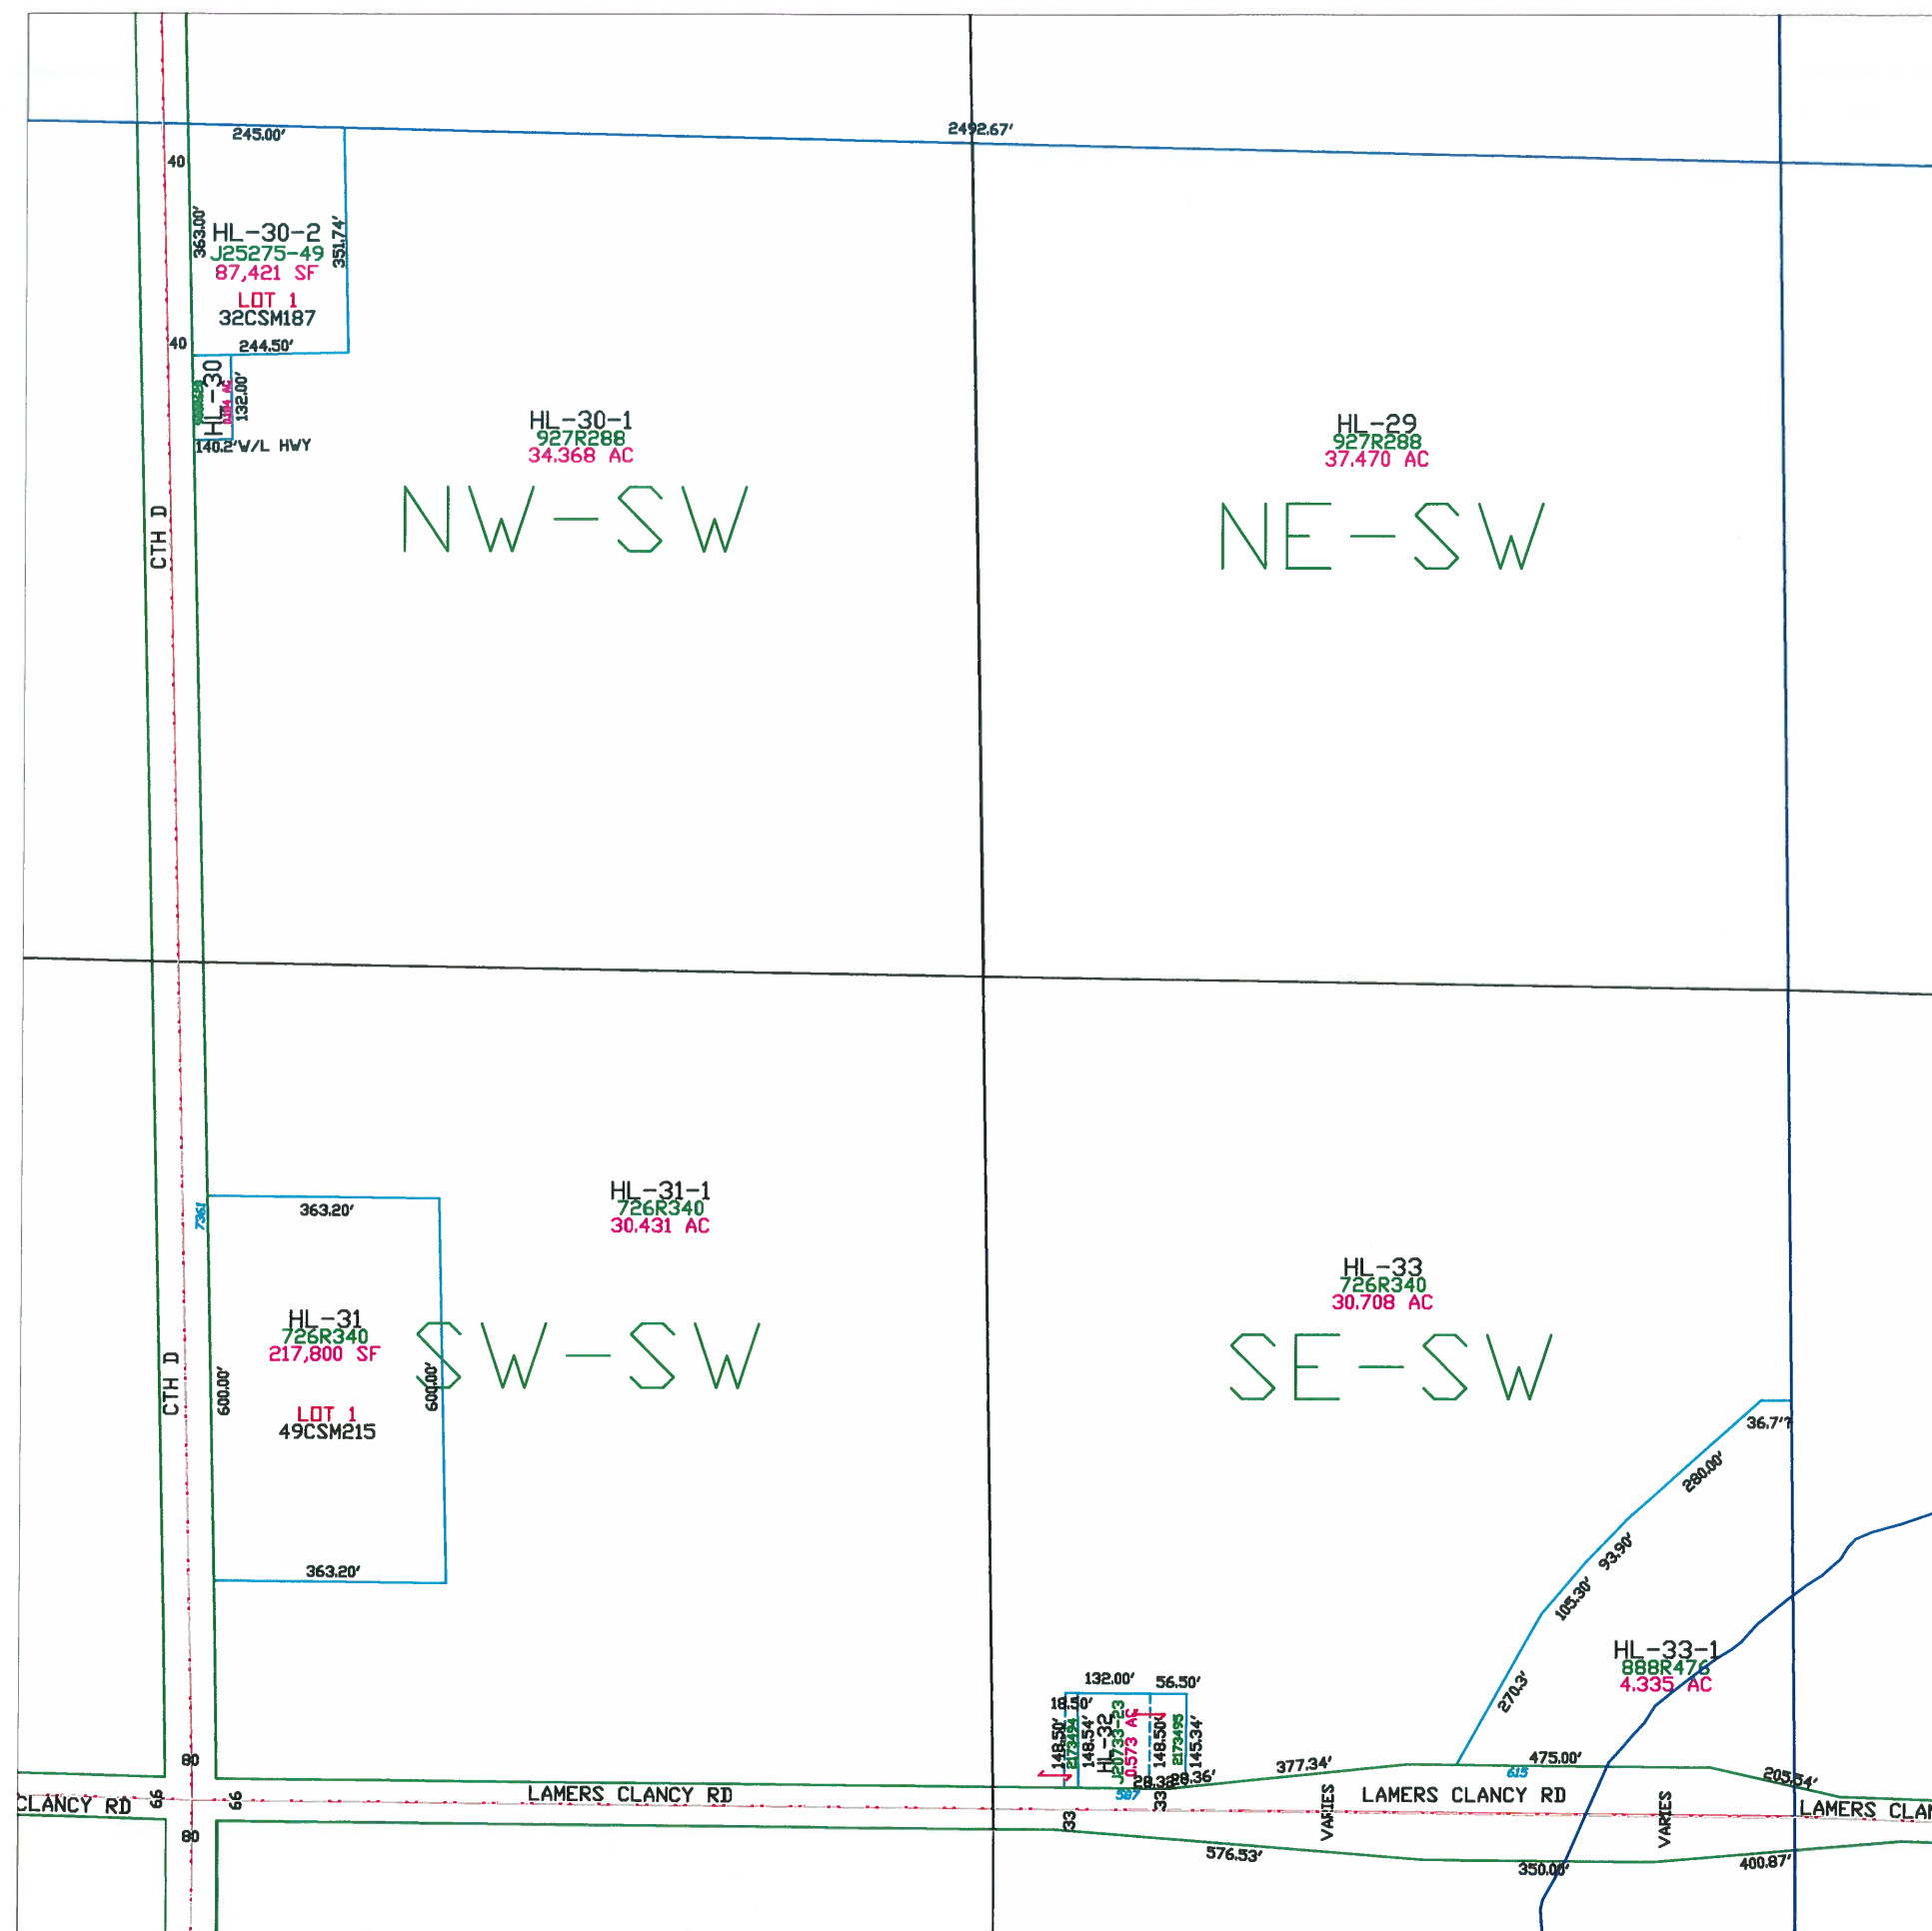 245.00'
2492.67'
40
363.00'
351.74'
HL-30-2
J25275-49
87,421 SF
LOT 1
32CSM187
40
244.50'
HL-30
132.00'
140.2'W/L HWY
HL-30-1
927R288
34.368 AC
NW-SW
HL-29
927R288
37.470 AC
NE-SW
CTH D
7361
363.20'
HL-31-1
726R340
30.431 AC
HL-31
726R340
217,800 SF
LOT 1
49CSM215
600.00'
600.00'
SW-SW
CTH D
363.20'
HL-33
726R340
30.708 AC
SE-SW
36.7'?
280.00'
93.90'
105.30'
270.3'
HL-33-1
888R476
4.335 AC
132.00'
56.50'
18.50'
148.50'
2173494
148.54'
HL-32
J20733-23
0.573 AC
148.50'
2173495
145.34'
28.36'
587
377.34'
475.00'
615
205.54'
80
66
66
80
CLANCY RD
LAMERS CLANCY RD
33
33
VARIES
LAMERS CLANCY RD
VARIES
LAMERS CLAN
576.53'
350.00'
400.87'